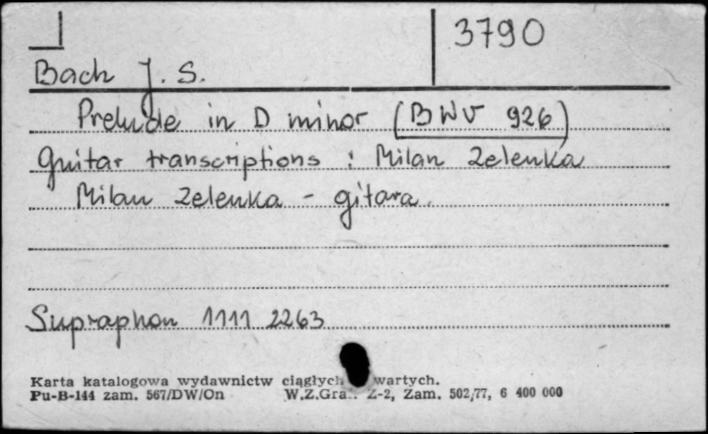 3790
Bach J. S.
Prelude in D minor (BWV 926)
Guitar transcriptions : Milan Zelenka
Milan Zelenka - gitara.
Supraphon 1111 2263
Karta katalogowa wydawnictw ciągłych wartych.
Pu-B-144 zam. 567/DW/On W.Z.Gra.. Z-2, Zam. 502/77, 6 400 000